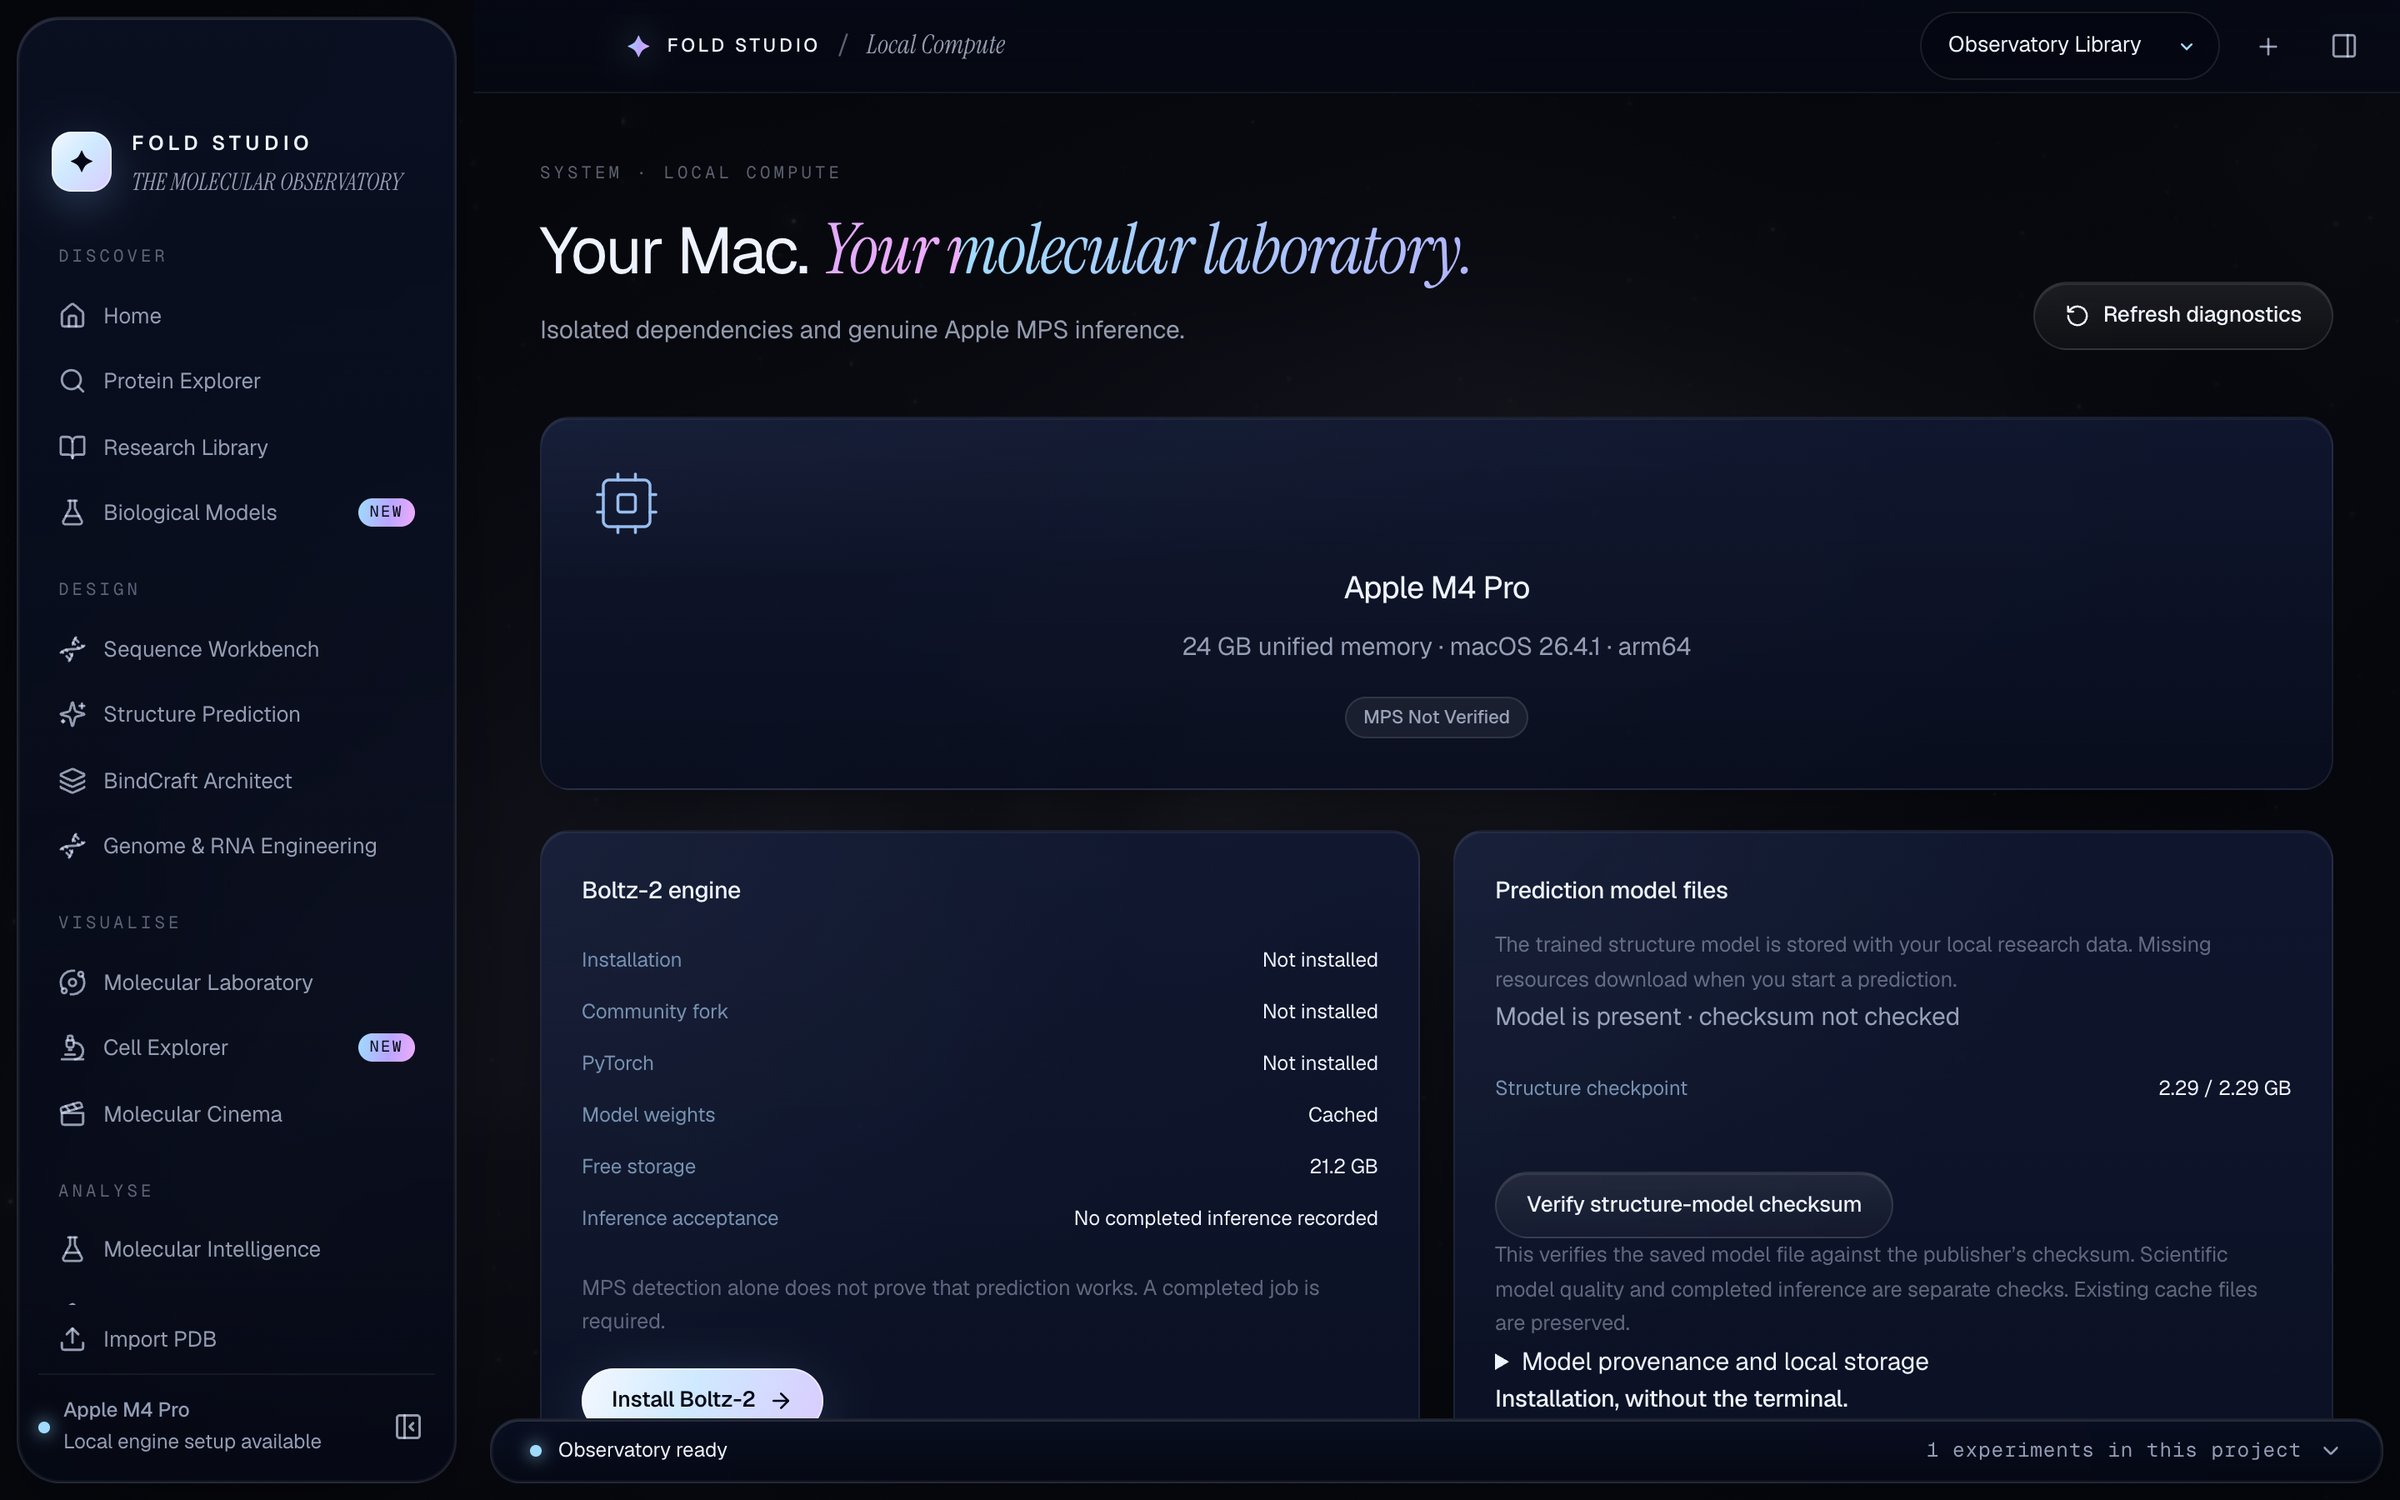 FOLD STUDIO / Local Compute
Observatory Library
FOLD STUDIO
THE MOLECULAR OBSERVATORY
DISCOVER
Home
Protein Explorer
Research Library
Biological Models NEW
DESIGN
Sequence Workbench
Structure Prediction
BindCraft Architect
Genome & RNA Engineering
VISUALISE
Molecular Laboratory
Cell Explorer NEW
Molecular Cinema
ANALYSE
Molecular Intelligence
Import PDB
Apple M4 Pro
Local engine setup available
SYSTEM · LOCAL COMPUTE
Your Mac. Your molecular laboratory.
Isolated dependencies and genuine Apple MPS inference.
Refresh diagnostics
Apple M4 Pro
24 GB unified memory · macOS 26.4.1 · arm64
MPS Not Verified
Boltz-2 engine
Installation Not installed
Community fork Not installed
PyTorch Not installed
Model weights Cached
Free storage 21.2 GB
Inference acceptance No completed inference recorded
MPS detection alone does not prove that prediction works. A completed job is
required.
Install Boltz-2
Prediction model files
The trained structure model is stored with your local research data. Missing
resources download when you start a prediction.
Model is present · checksum not checked
Structure checkpoint 2.29 / 2.29 GB
Verify structure-model checksum
This verifies the saved model file against the publisher's checksum. Scientific
model quality and completed inference are separate checks. Existing cache files
are preserved.
Model provenance and local storage
Installation, without the terminal.
Observatory ready
1 experiments in this project